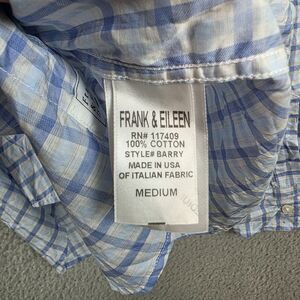 FRANK & EILEEN
RN# 117409
100% COTTON
STYLE# BARRY
MADE IN USA
OF ITALIAN FABRIC
MEDIUM